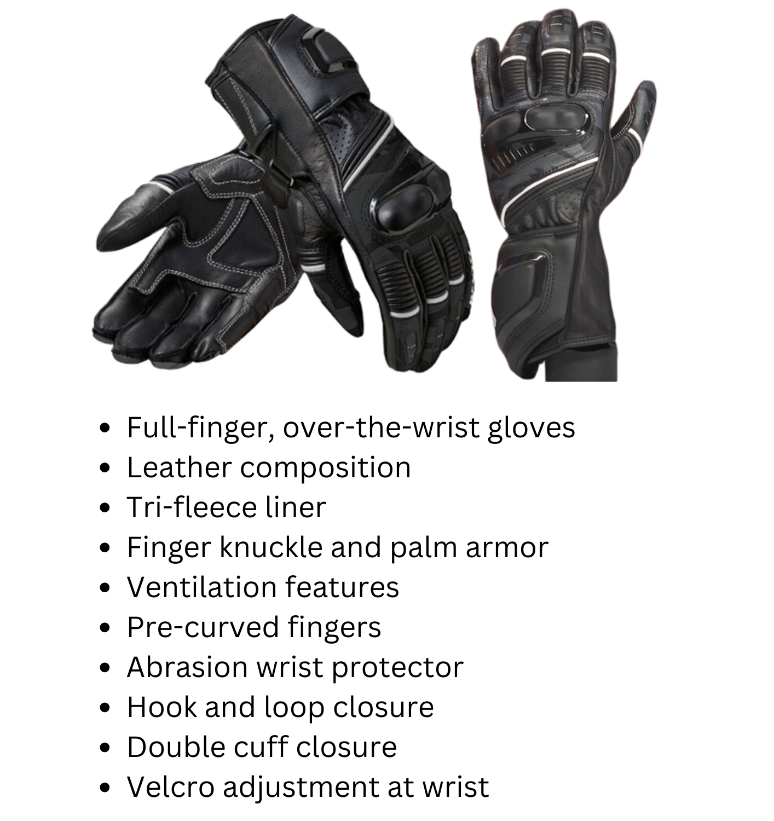 • Full-finger, over-the-wrist gloves
• Leather composition
• Tri-fleece liner
• Finger knuckle and palm armor
• Ventilation features
• Pre-curved fingers
• Abrasion wrist protector
• Hook and loop closure
• Double cuff closure
• Velcro adjustment at wrist